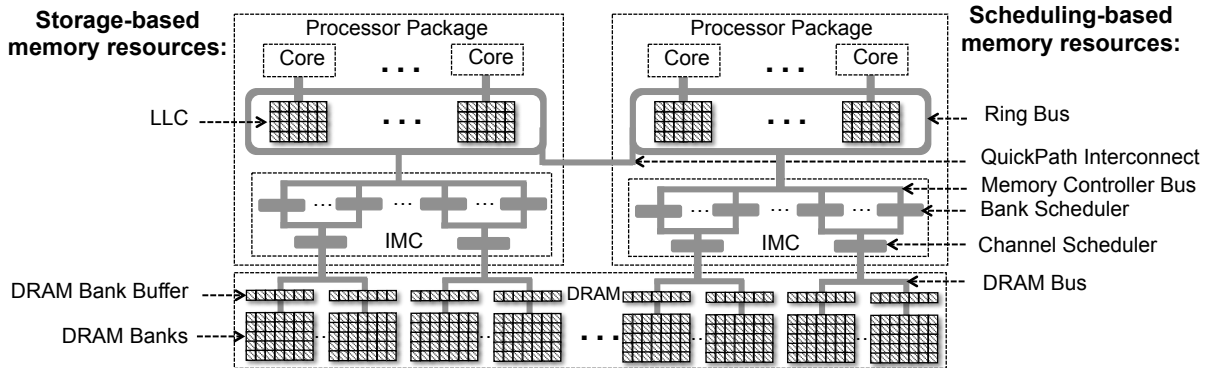 Storage-based
memory resources:
Processor Package
Processor Package
Scheduling-based
memory resources:
Core
...
Core
Core
...
Core
LLC
...
...
Ring Bus
QuickPath Interconnect
Memory Controller Bus
...
...
...
...
...
...
Bank Scheduler
IMC
IMC
Channel Scheduler
DRAM Bus
DRAM Bank Buffer
DRAM
DRAM Banks
..
..
...
..
..